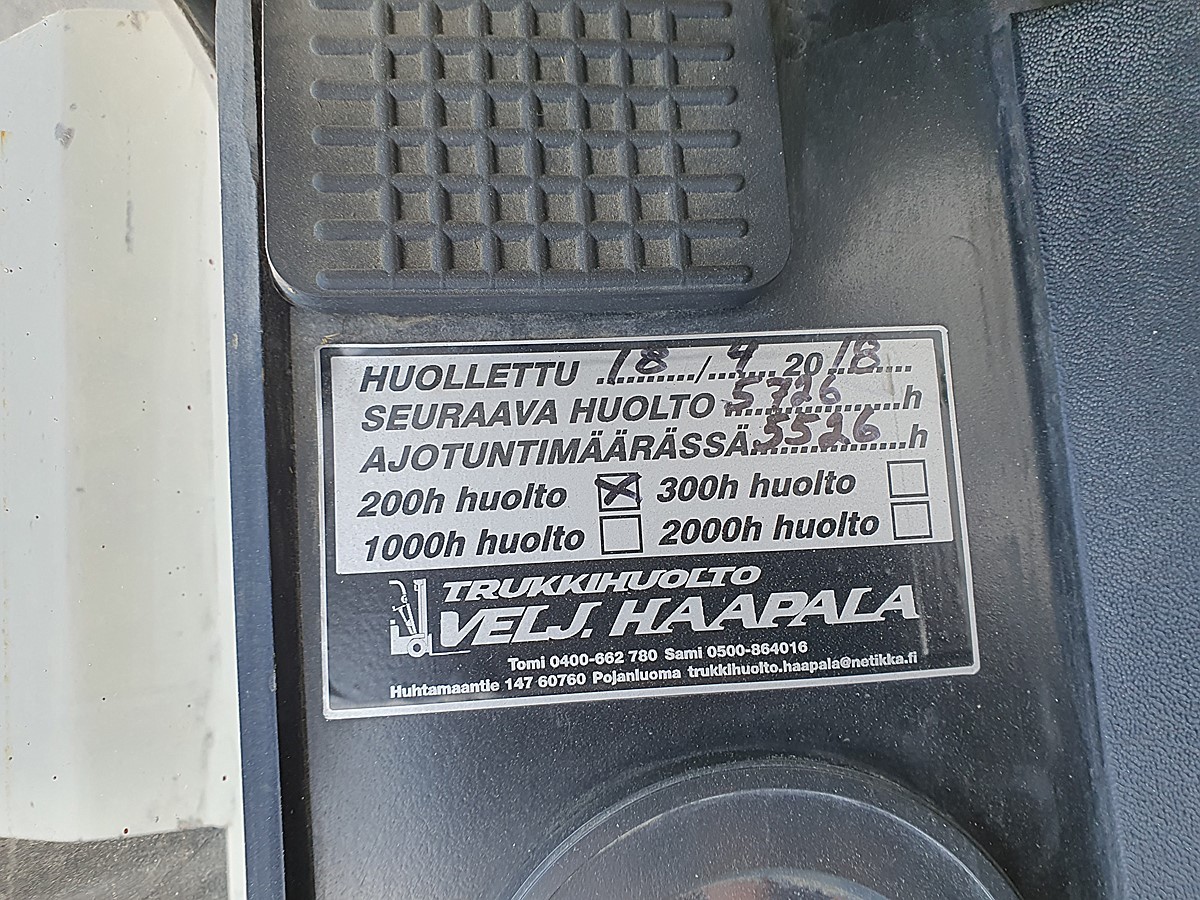 HUOLLETTU 18 / 9 2018
SEURAAVA HUOLTO 5726 h
AJOTUNTIMÄÄRÄSSÄ 5526 h
200h huolto X 300h huolto
1000h huolto 2000h huolto
TRUKKIHUOLTO
VELJ. HAAPALA
Tomi 0400-662 780 Sami 0500-864016
Huhtamaantie 147 60760 Pojanluoma trukkihuolto.haapala@netikka.fi